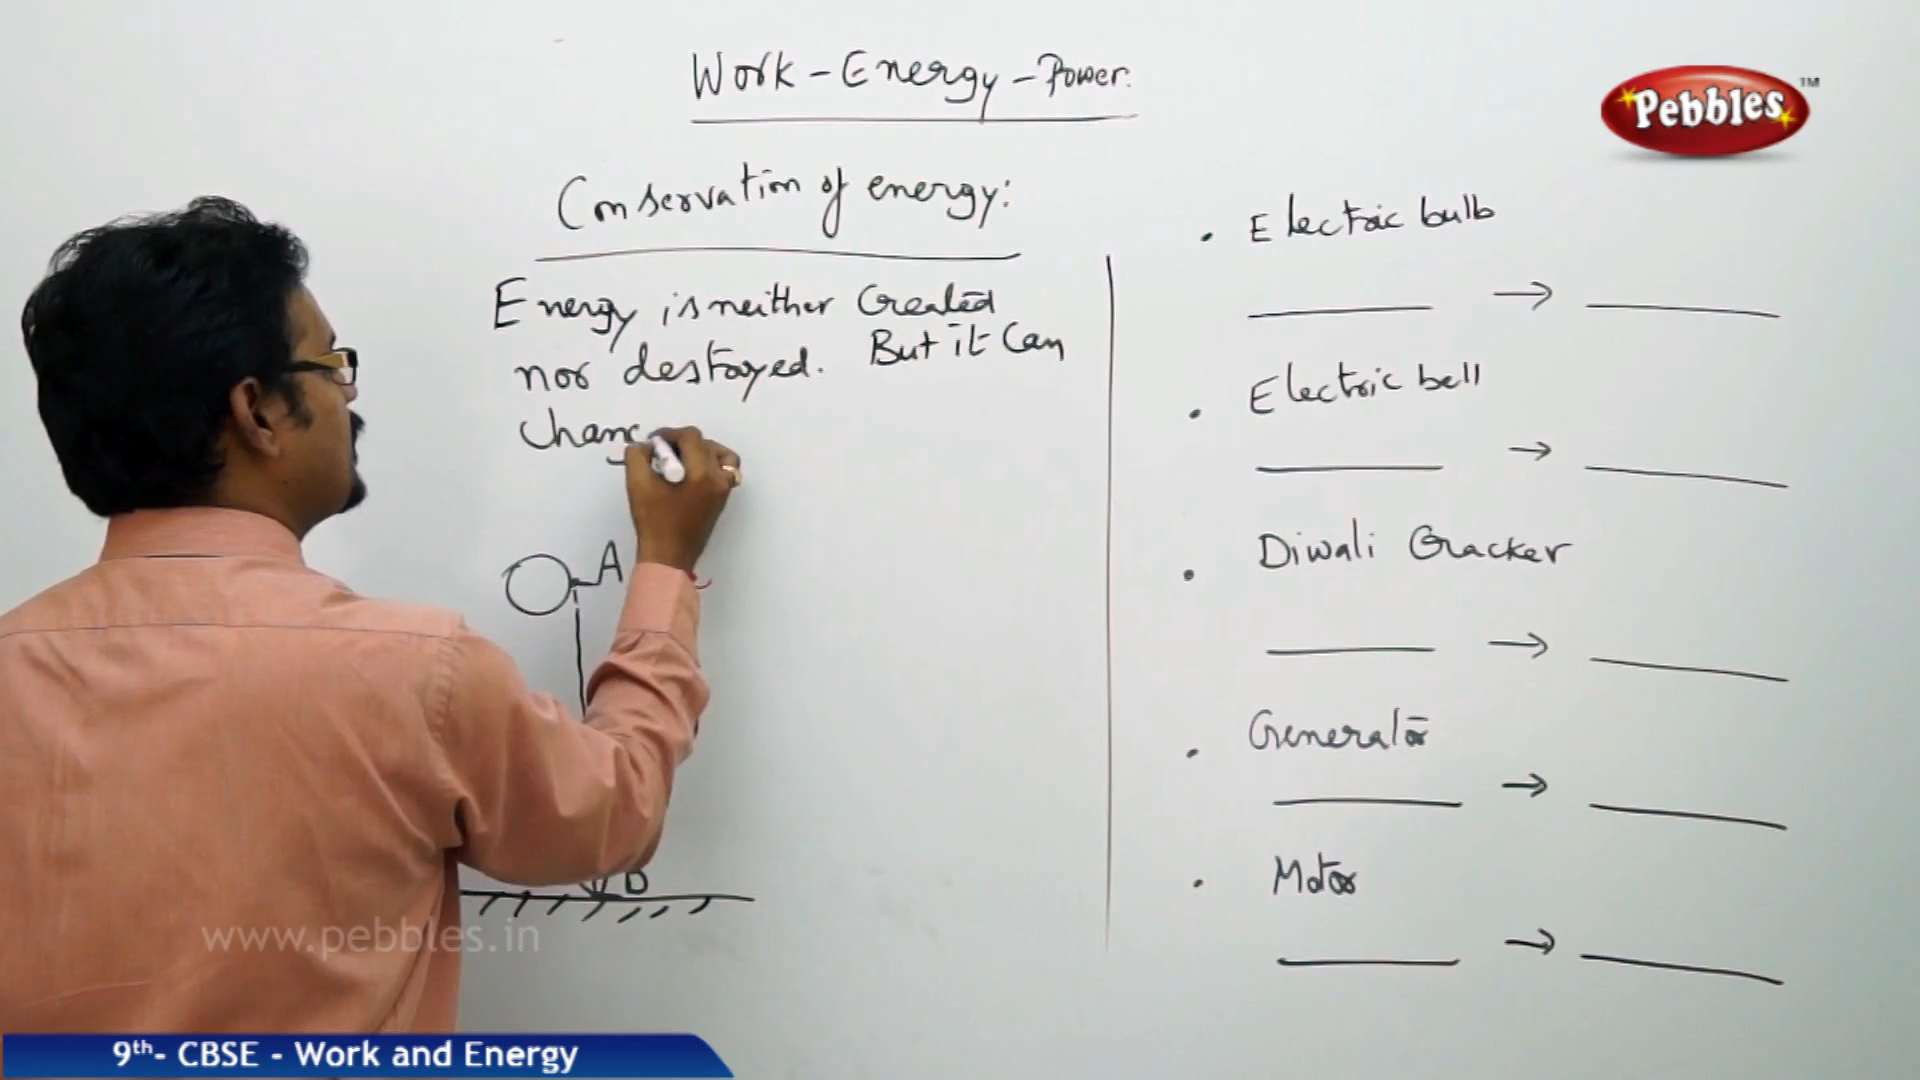 Work - Energy - Power.
Pebbles™
Conservation of energy:
Energy is neither Created
nor destroyed. But it Can
Chang
A
B
• Electric bulb
→
• Electric bell
→
• Diwali Cracker
→
• Generator
→
• Motor
→
www.pebbles.in
9th- CBSE - Work and Energy